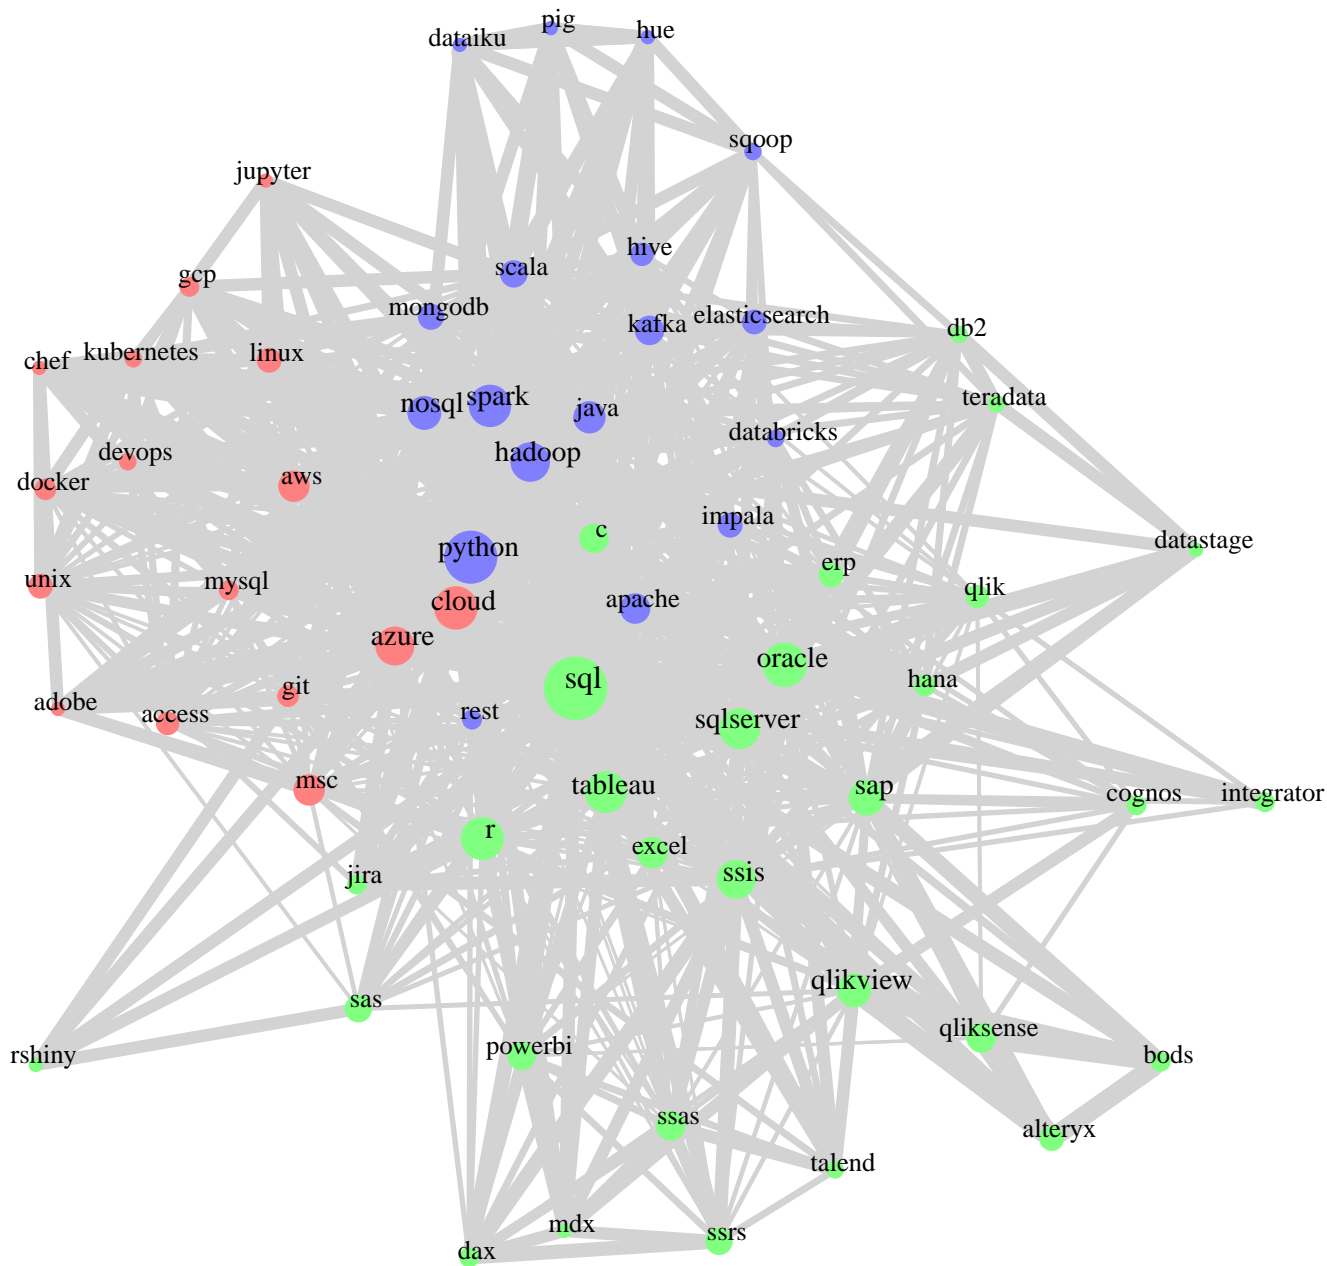 pig
hue
dataiku
sqoop
jupyter
hive
scala
gcp
mongodb
elasticsearch
kafka
db2
kubernetes
linux
chef
teradata
spark
nosql
java
databricks
devops
hadoop
aws
docker
impala
c
datastage
python
erp
unix
mysql
qlik
cloud
apache
azure
oracle
sql
hana
git
adobe
access
rest
sqlserver
msc
tableau
sap
cognos
integrator
r
excel
ssis
jira
qlikview
sas
qliksense
powerbi
rshiny
bods
ssas
alteryx
talend
mdx
ssrs
dax